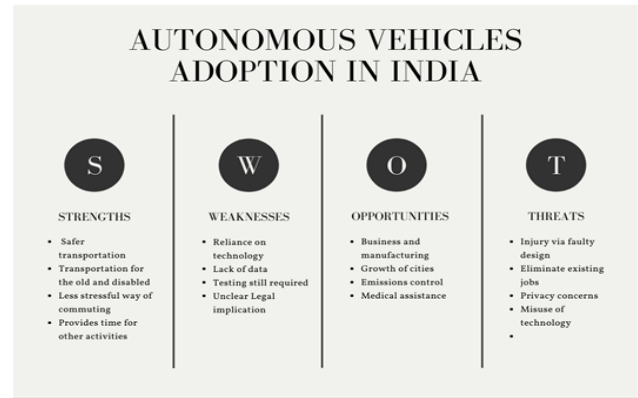 AUTONOMOUS VEHICLES
ADOPTION IN INDIA
S
STRENGTHS
• Safer
transportation
• Transportation for
the old and disabled
• Less stressful way of
commuting
• Provides time for
other activities
W
WEAKNESSES
• Reliance on
technology
• Lack of data
• Testing still required
• Unclear Legal
implication
O
OPPORTUNITIES
• Business and
manufacturing
• Growth of cities
• Emissions control
• Medical assistance
T
THREATS
• Injury via faulty
design
• Eliminate existing
jobs
• Privacy concerns
• Misuse of
technology
•